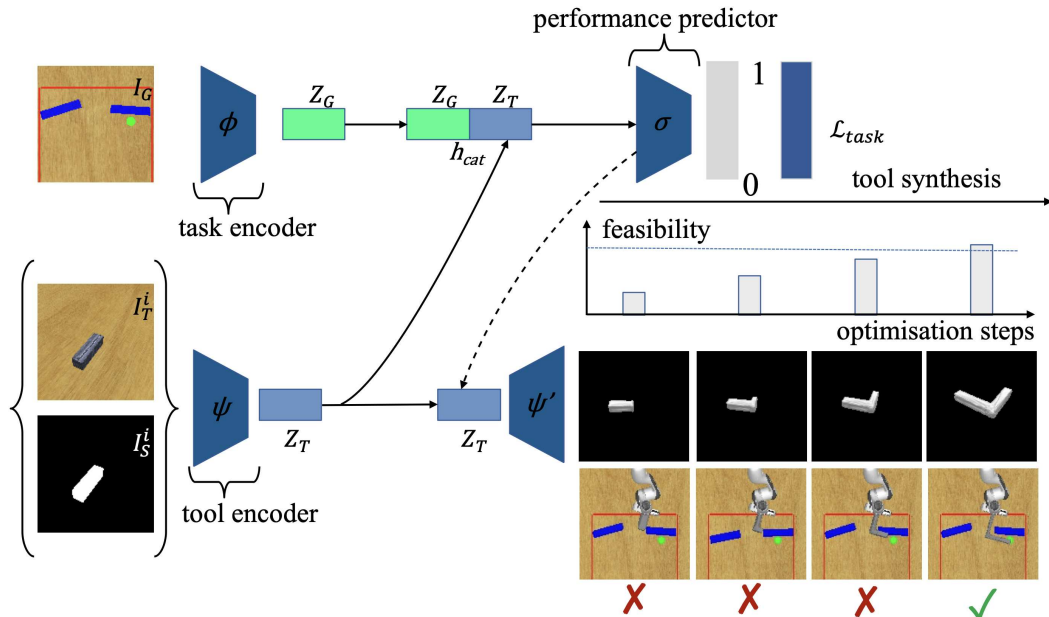 performance predictor
I_G
ϕ
Z_G
Z_G
Z_T
h_cat
σ
1
0
ℒ_task
tool synthesis
task encoder
feasibility
optimisation steps
I_T^i
I_S^i
ψ
Z_T
Z_T
ψ’
tool encoder
✗ ✗ ✗ ✓